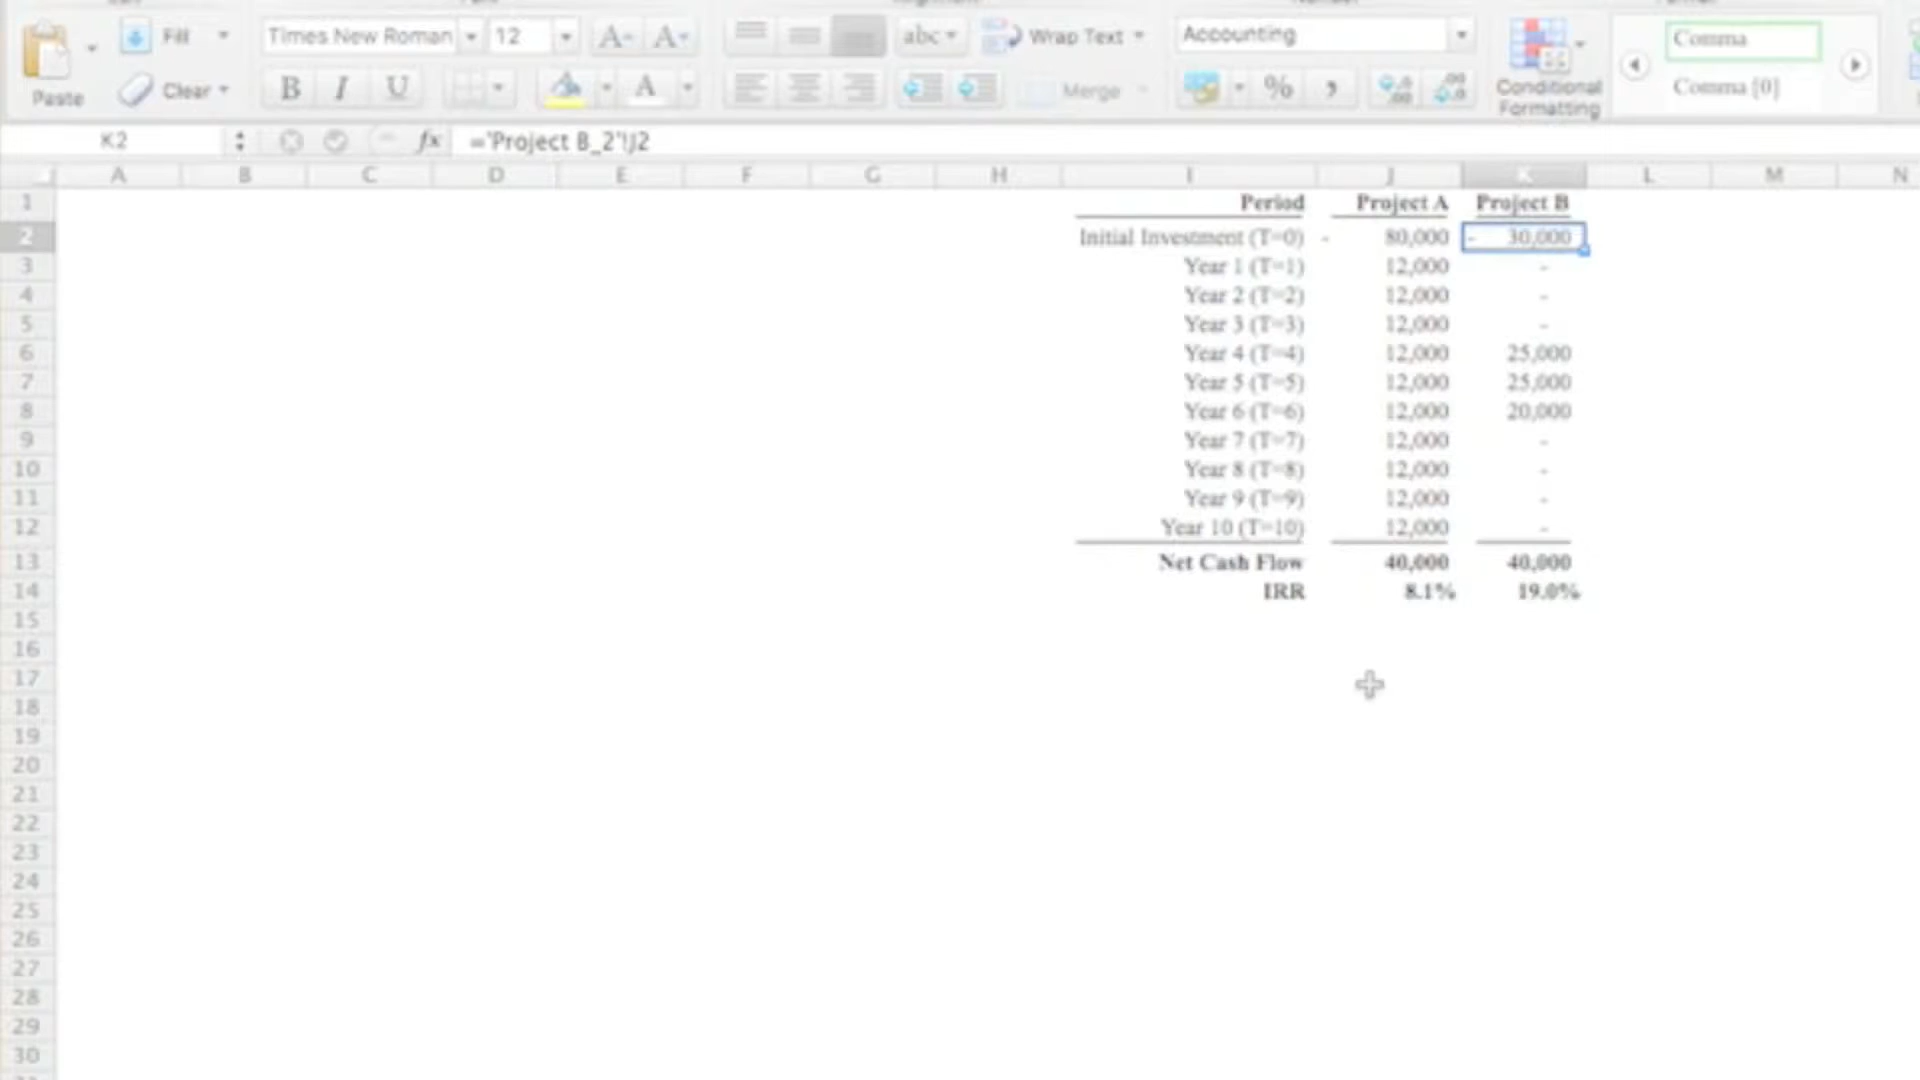 Fill
Times New Roman 12 A A abc Wrap Text Accounting Comma
Paste Clear B I U A Merge % , Conditional Formatting Comma [0]
K2 fx ='Project B_2'!J2
A B C D E F G H I J K L M N
1 Period Project A Project B
2 Initial Investment (T=0) - 80,000 - 30,000
3 Year 1 (T=1) 12,000 -
4 Year 2 (T=2) 12,000 -
5 Year 3 (T=3) 12,000 -
6 Year 4 (T=4) 12,000 25,000
7 Year 5 (T=5) 12,000 25,000
8 Year 6 (T=6) 12,000 20,000
9 Year 7 (T=7) 12,000 -
10 Year 8 (T=8) 12,000 -
11 Year 9 (T=9) 12,000 -
12 Year 10 (T=10) 12,000 -
13 Net Cash Flow 40,000 40,000
14 IRR 8.1% 19.0%
15
16
17
18
19
20
21
22
23
24
25
26
27
28
29
30